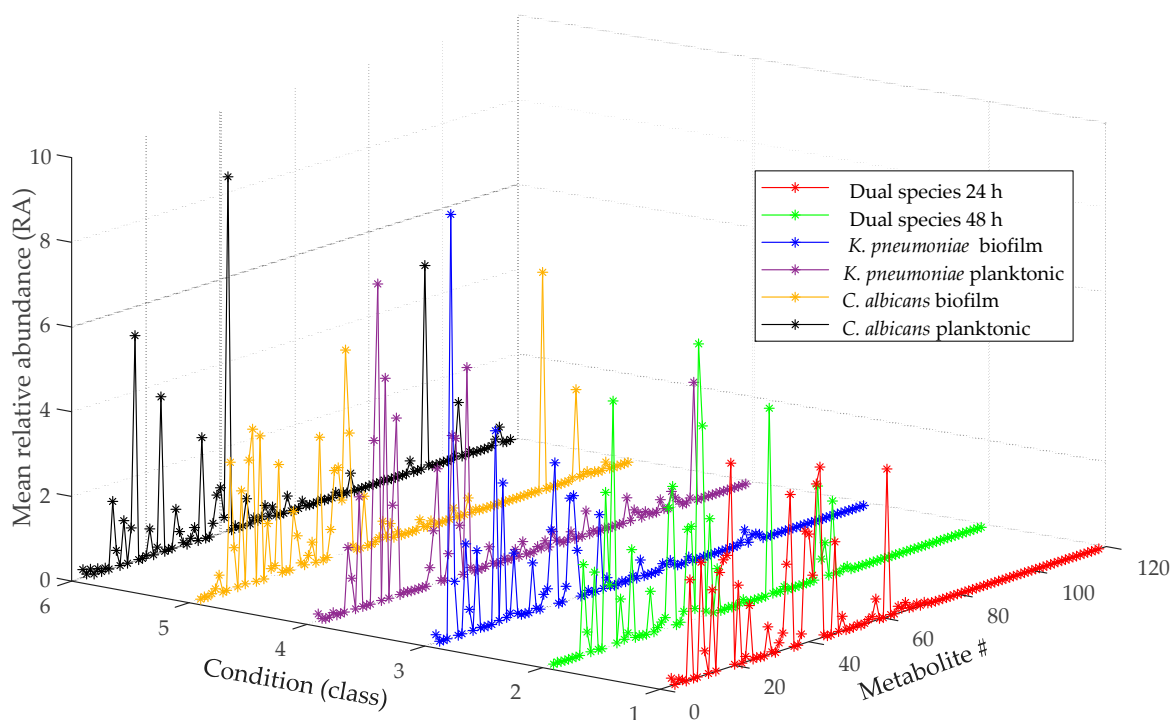 10
8
6
4
2
0
Mean relative abundance (RA)
6
5
4
3
2
1
Condition (class)
0
20
40
60
80
100
120
Metabolite #
Dual species 24 h
Dual species 48 h
K. pneumoniae biofilm
K. pneumoniae planktonic
C. albicans biofilm
C. albicans planktonic